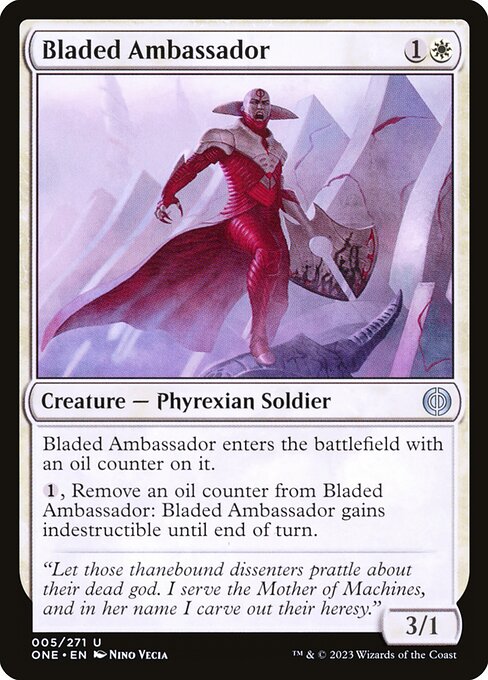 Bladed Ambassador 1
Creature — Phyrexian Soldier
Bladed Ambassador enters the battlefield with
an oil counter on it.
1, Remove an oil counter from Bladed
Ambassador: Bladed Ambassador gains
indestructible until end of turn.
“Let those thanebound dissenters prattle about
their dead god. I serve the Mother of Machines,
and in her name I carve out their heresy.”
3/1
005/271 U
ONE • EN Nino Vecia
™ & © 2023 Wizards of the Coast